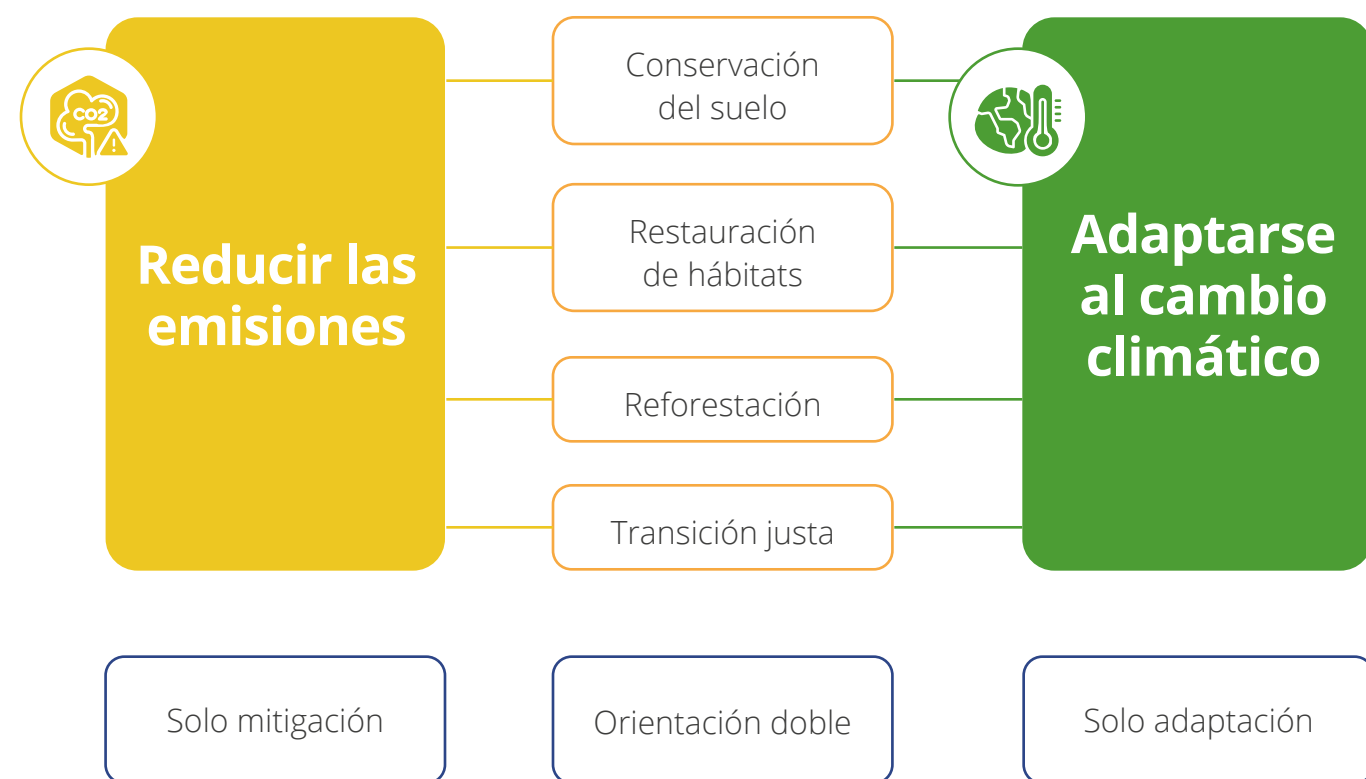 CO2
Reducir las
emisiones
Conservación
del suelo
Restauración
de hábitats
Reforestación
Transición justa
Adaptarse
al cambio
climático
Solo mitigación
Orientación doble
Solo adaptación